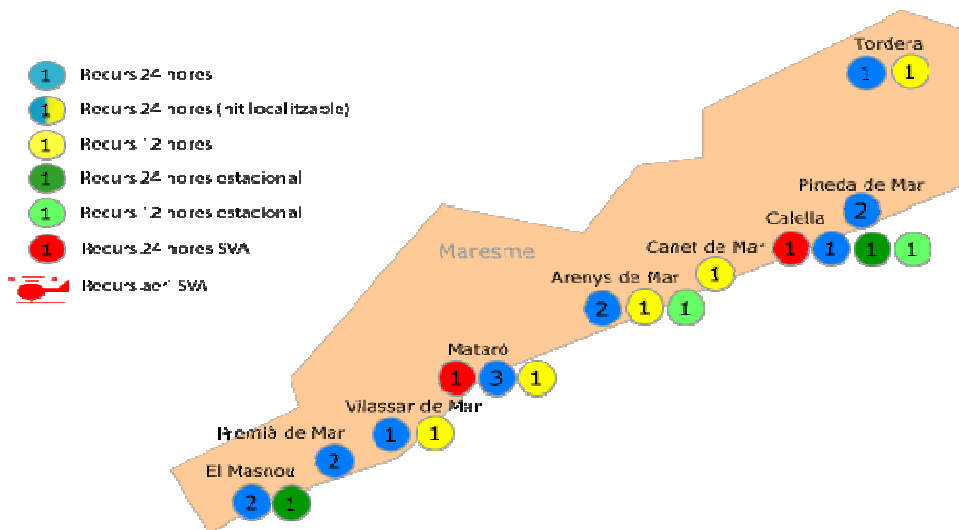 1 Recurs 24 hores
1 Recurs 24 hores (nit localitzable)
1 Recurs 12 hores
1 Recurs 24 hores estacional
1 Recurs 12 hores estacional
1 Recurs 24 hores SVA
Recurs aeri SVA
Tordera
1 1
Pineda de Mar
2
Calella
1 1 1 1
Canet de Mar
1
Maresme
Arenys de Mar
2 1 1
Mataró
1 3 1
Vilassar de Mar
1 1
Premià de Mar
2
El Masnou
2 1